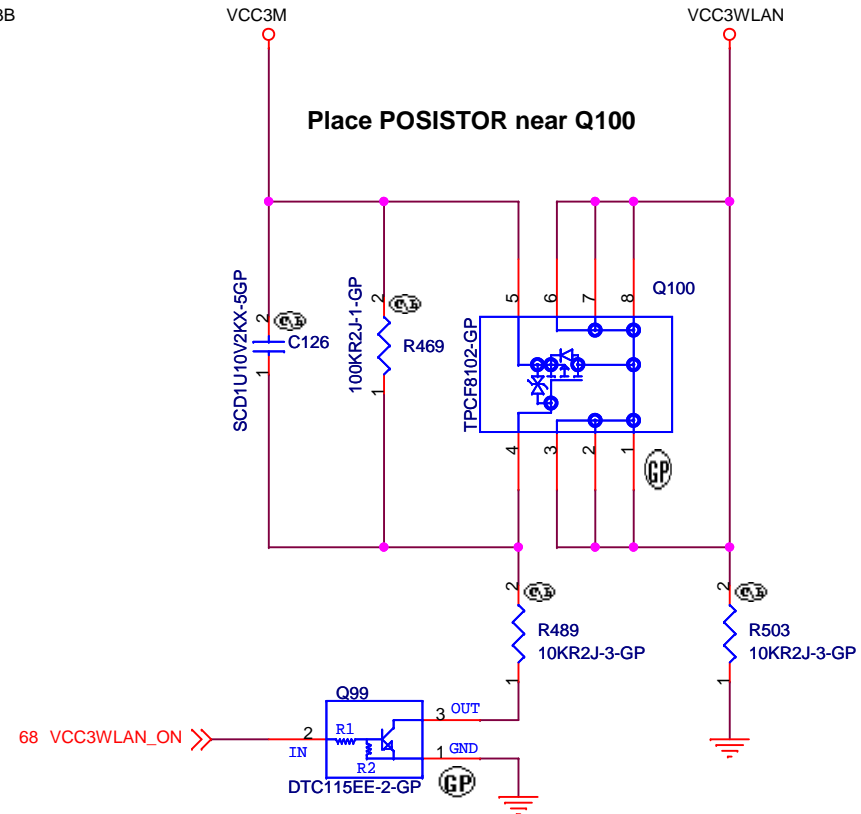 3B
VCC3M
VCC3WLAN
Place POSISTOR near Q100
SCD1U10V2KX-5GP
2
C126
1
100KR2J-1-GP
2
R469
1
5
6
7
8
Q100
TPCF8102-GP
4
3
2
1
GP
2
R489
10KR2J-3-GP
1
2
R503
10KR2J-3-GP
1
Q99
3 OUT
68 VCC3WLAN_ON
2
IN
R1
R2
1 GND
DTC115EE-2-GP
GP